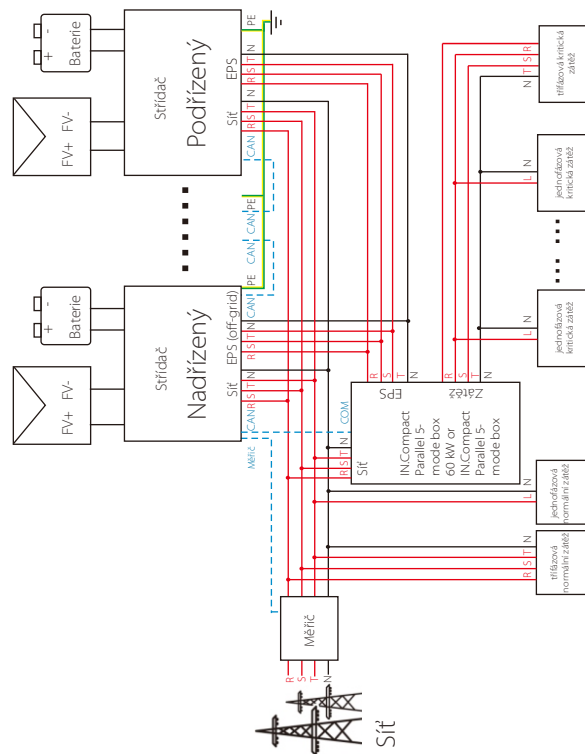 Síť
R
S
T
N
Měřič
Měřič
FV+ FV-
+ -
Baterie
Střídač
Nadřízený
CAN
R S T N
Síť
R S T N
EPS (off-grid)
CAN
PE
CAN
CAN
PE
FV+ FV-
+ -
Baterie
Střídač
Podřízený
CAN
R S T N
Síť
R S T N
EPS
PE
COM
R S T N
Síť
R S T N
EPS
R
S
T
N
Zátěž
IN.Compact
Parallel 5-
mode box
60 kW or
IN.Compact
Parallel 5-
mode box
R S T N
třífázová
normální zátěž
L N
jednofázová
normální zátěž
L N
jednofázová
kritická zátěž
L N
jednofázová
kritická zátěž
N T S R
třífázová kritická
zátěž